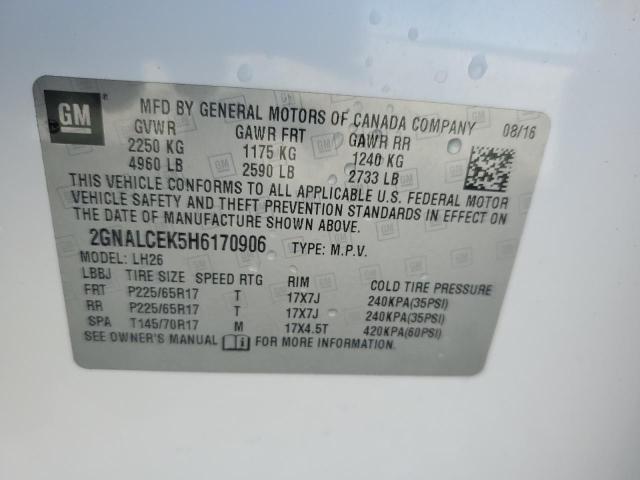 GM
MFD BY GENERAL MOTORS OF CANADA COMPANY 08/16
GVWR GAWR FRT GAWR RR
2250 KG 1175 KG 1240 KG
4960 LB 2590 LB 2733 LB
THIS VEHICLE CONFORMS TO ALL APPLICABLE U.S. FEDERAL MOTOR
VEHICLE SAFETY AND THEFT PREVENTION STANDARDS IN EFFECT ON
THE DATE OF MANUFACTURE SHOWN ABOVE.
2GNALCEK5H6170906 TYPE: M.P.V.
MODEL: LH26
LBBJ TIRE SIZE SPEED RTG RIM COLD TIRE PRESSURE
FRT P225/65R17 T 17X7J 240KPA(35PSI)
RR P225/65R17 T 17X7J 240KPA(35PSI)
SPA T145/70R17 M 17X4.5T 420KPA(60PSI)
SEE OWNER'S MANUAL FOR MORE INFORMATION.